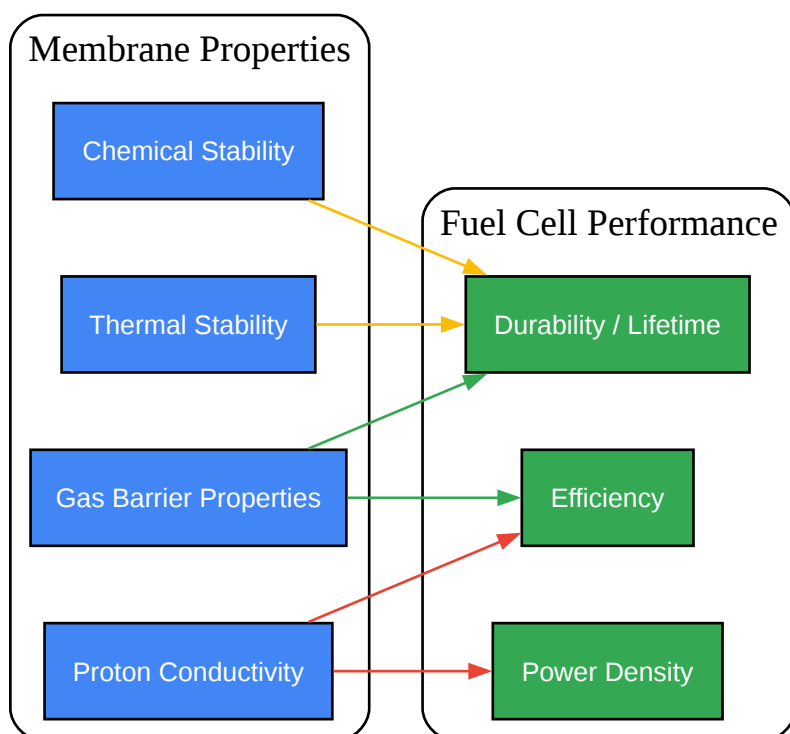 Membrane Properties
Chemical Stability
Thermal Stability
Gas Barrier Properties
Proton Conductivity
Fuel Cell Performance
Durability / Lifetime
Efficiency
Power Density